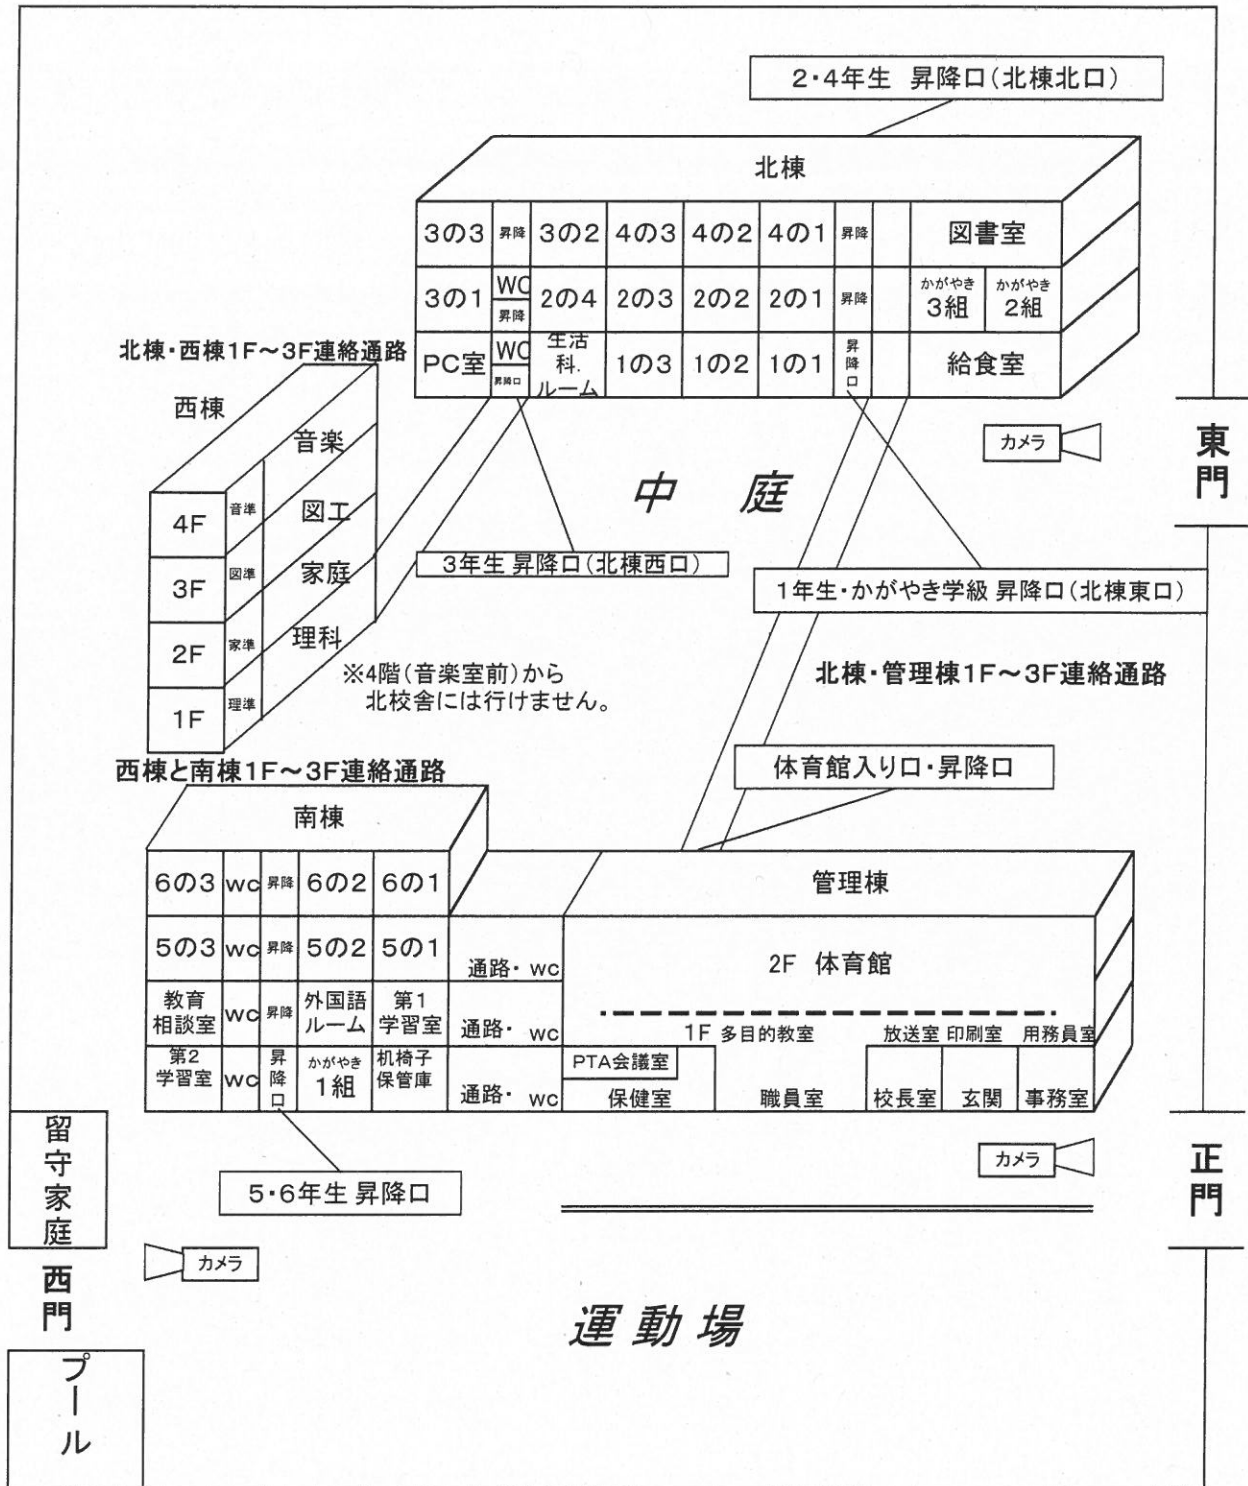 2・4年生 昇降口(北棟北口)
北棟
3の3 昇降 3の2 4の3 4の2 4の1 昇降 図書室
3の1 WC 昇降 2の4 2の3 2の2 2の1 昇降 かがやき 3組 かがやき 2組
PC室 WC 昇降口 生活科.ルーム 1の3 1の2 1の1 昇降口 給食室
北棟・西棟1F～3F連絡通路
西棟
4F 音準 音楽
3F 図準 図工
2F 家準 家庭
1F 理準 理科
カメラ
東門
中庭
3年生 昇降口(北棟西口)
1年生・かがやき学級 昇降口(北棟東口)
※4階(音楽室前)から
北校舎には行けません。
北棟・管理棟1F～3F連絡通路
西棟と南棟1F～3F連絡通路
体育館入り口・昇降口
南棟
管理棟
6の3 wc 昇降 6の2 6の1
5の3 wc 昇降 5の2 5の1 通路・ wc
2F 体育館
教育相談室 wc 昇降 外国語ルーム 第1学習室 通路・ wc
1F 多目的教室 放送室 印刷室 用務員室
第2学習室 wc 昇降口 かがやき 1組 机椅子保管庫 通路・ wc
PTA会議室
保健室 職員室 校長室 玄関 事務室
留守家庭
カメラ
正門
5・6年生 昇降口
カメラ
西門
運動場
プール